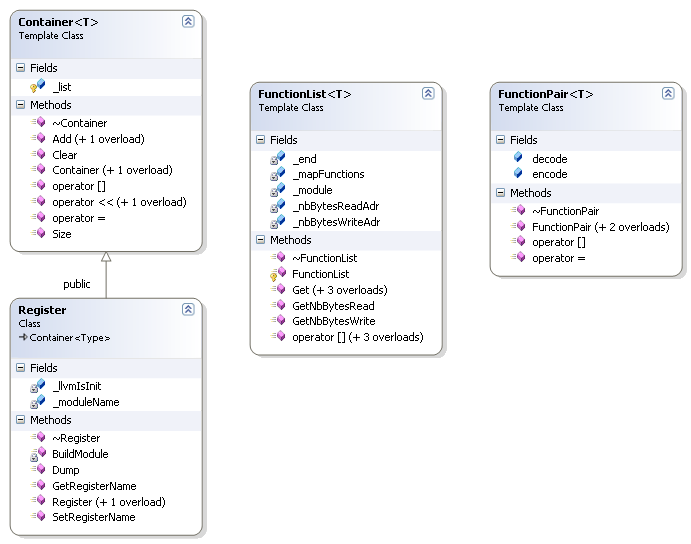 Container<T>
Template Class
Fields
_list
Methods
~Container
Add (+ 1 overload)
Clear
Container (+ 1 overload)
operator []
operator << (+ 1 overload)
operator =
Size
public
Register
Class
Container<Type>
Fields
_llvmIsInit
_moduleName
Methods
~Register
BuildModule
Dump
GetRegisterName
Register (+ 1 overload)
SetRegisterName
FunctionList<T>
Template Class
Fields
_end
_mapFunctions
_module
_nbBytesReadAdr
_nbBytesWriteAdr
Methods
~FunctionList
FunctionList
Get (+ 3 overloads)
GetNbBytesRead
GetNbBytesWrite
operator [] (+ 3 overloads)
FunctionPair<T>
Template Class
Fields
decode
encode
Methods
~FunctionPair
FunctionPair (+ 2 overloads)
operator []
operator =